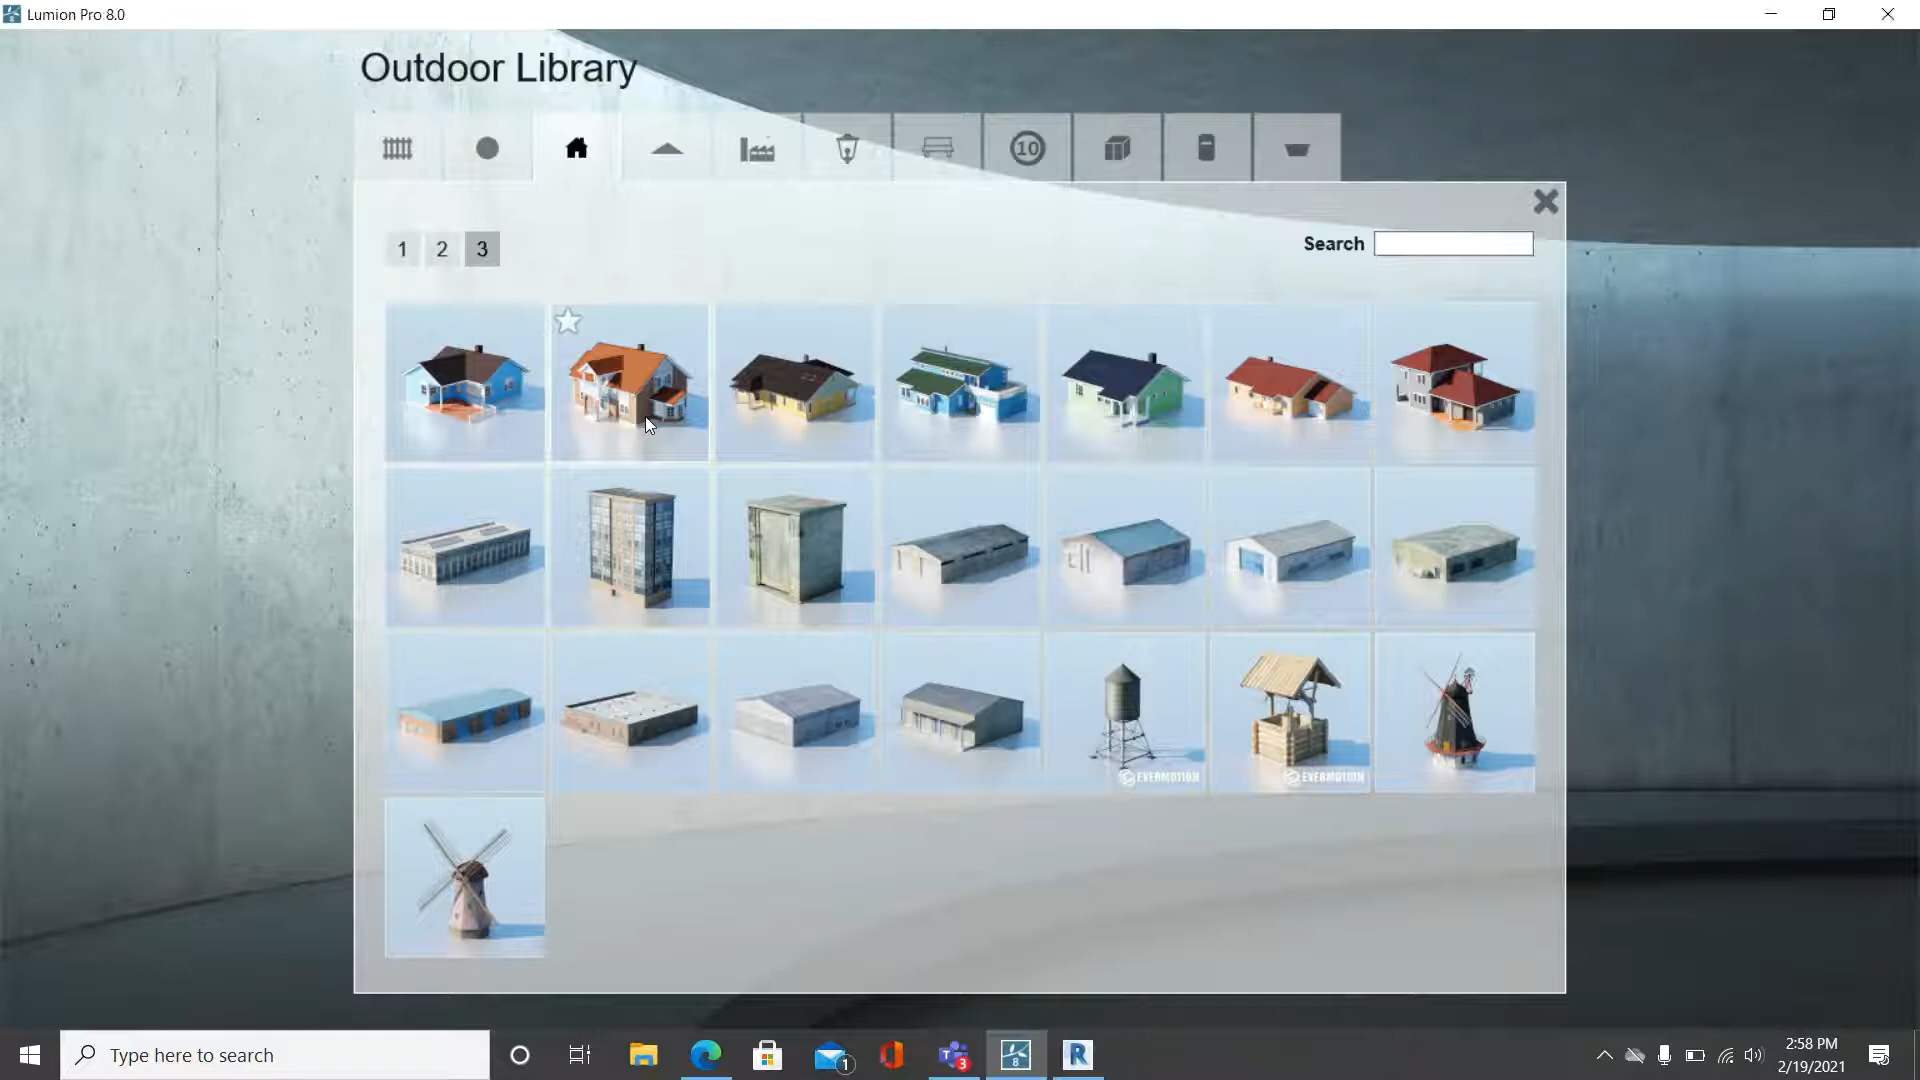 Lumion Pro 8.0
Outdoor Library
10
1 2 3
Search
EVERMOTION EVERMOTION
Type here to search
1
3
8
R
2:58 PM
2/19/2021